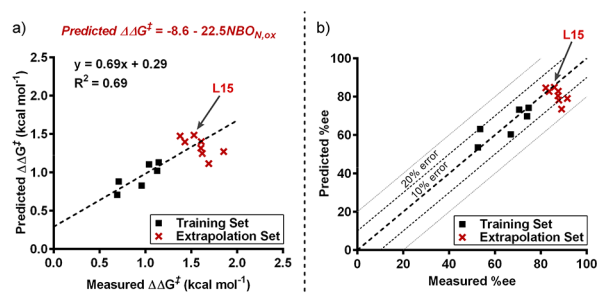 a)
Predicted ΔΔG‡ = -8.6 - 22.5NBO_N,ox
y = 0.69x + 0.29
R² = 0.69
L15
Predicted ΔΔG‡ (kcal mol⁻¹)
2.5
2.0
1.5
1.0
0.5
0.0
Training Set
Extrapolation Set
0.0 0.5 1.0 1.5 2.0 2.5
Measured ΔΔG‡ (kcal mol⁻¹)
b)
L15
Predicted %ee
100
80
60
40
20
0
20% error
10% error
Training Set
Extrapolation Set
0 20 40 60 80 100
Measured %ee